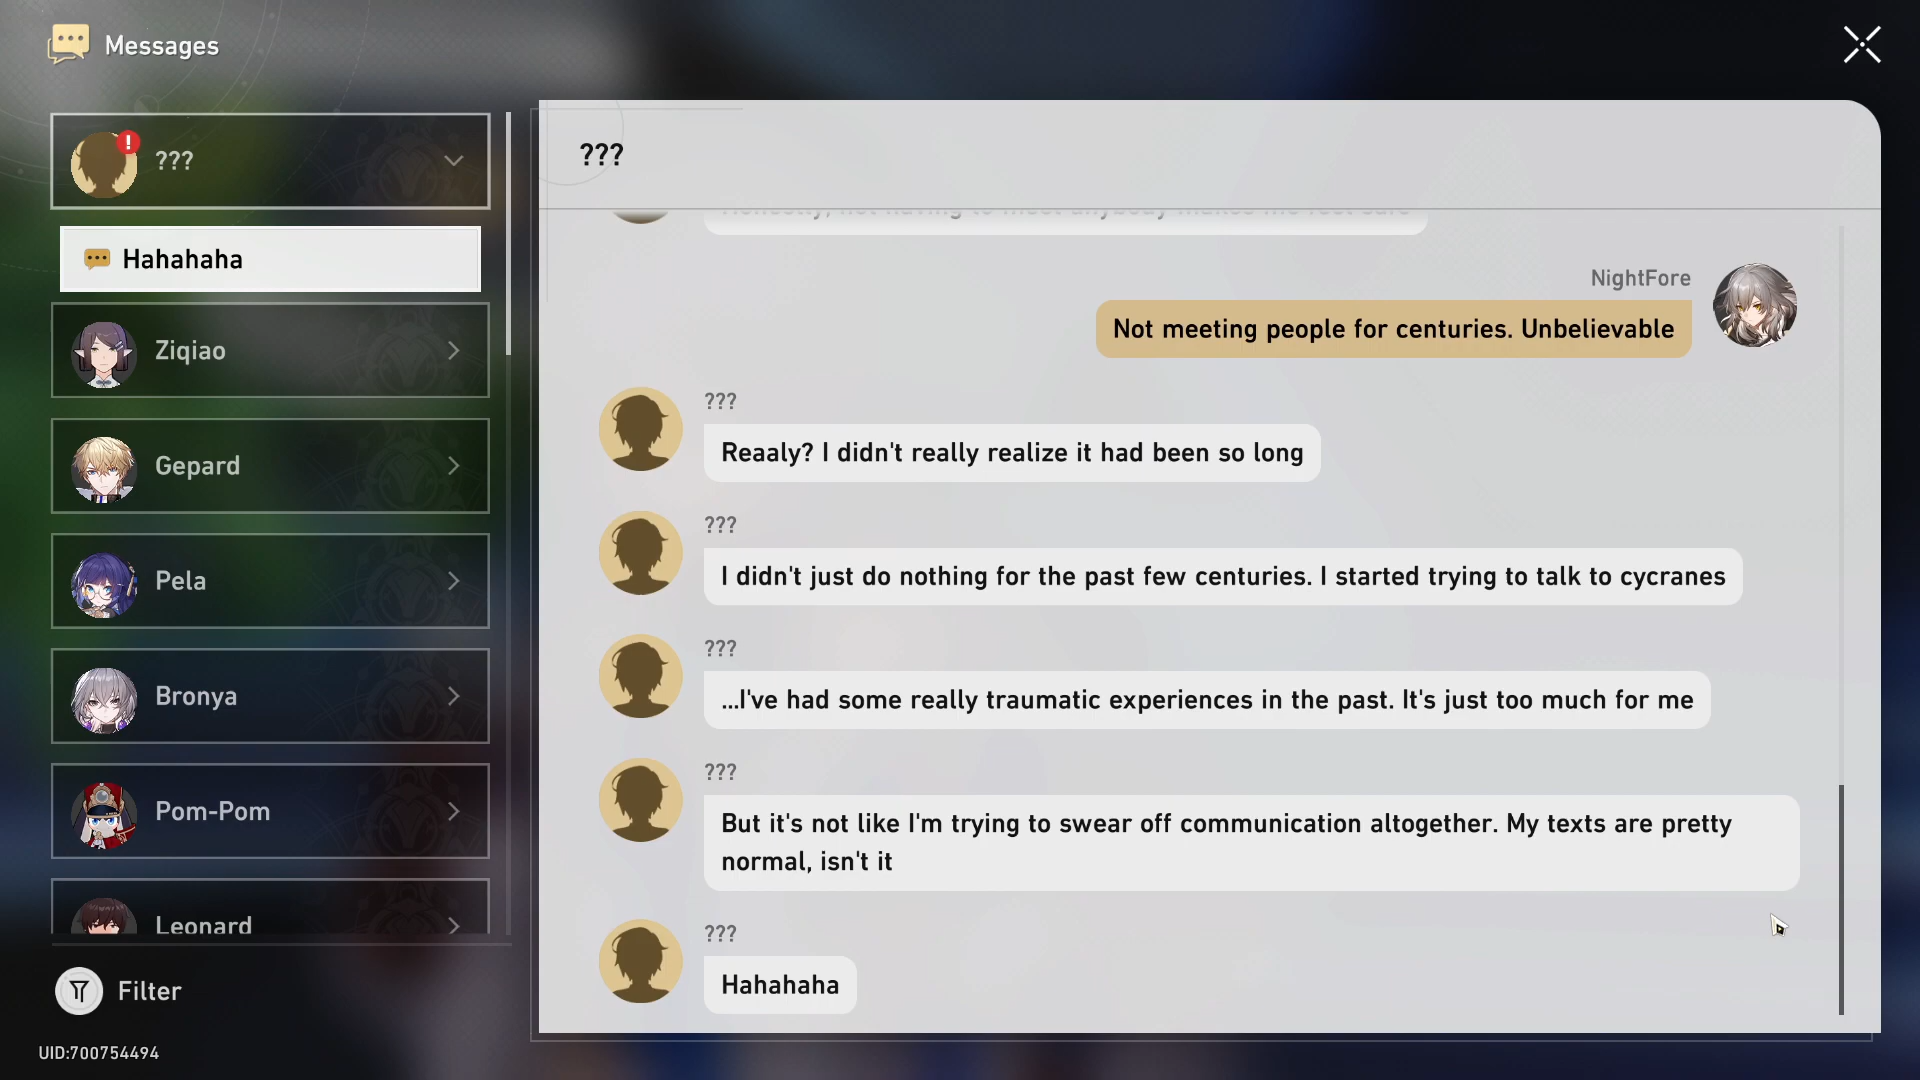 Messages
???
Hahahaha
Ziqiao
Gepard
Pela
Bronya
Pom-Pom
Leonard
Filter
UID:700754494
???
NightFore
Not meeting people for centuries. Unbelievable
???
Reaaly? I didn't really realize it had been so long
???
I didn't just do nothing for the past few centuries. I started trying to talk to cycranes
???
...I've had some really traumatic experiences in the past. It's just too much for me
???
But it's not like I'm trying to swear off communication altogether. My texts are pretty
normal, isn't it
???
Hahahaha